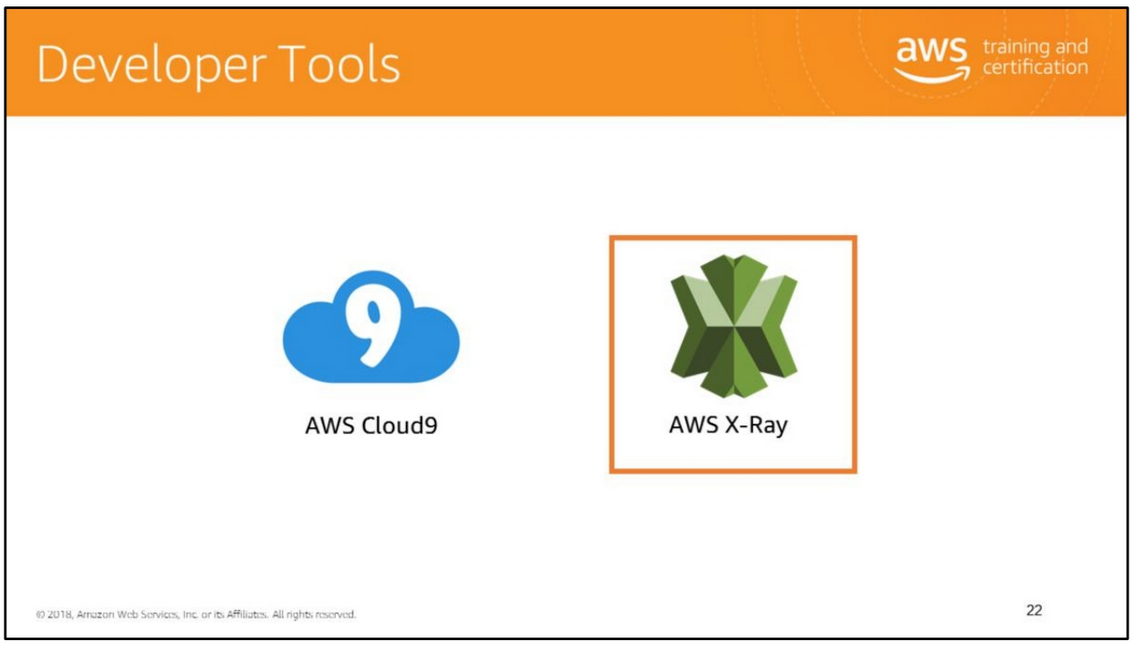 Developer Tools
aws training and
certification
9
AWS Cloud9
AWS X-Ray
© 2018, Amazon Web Services, Inc. or its Affiliates. All rights reserved.
22